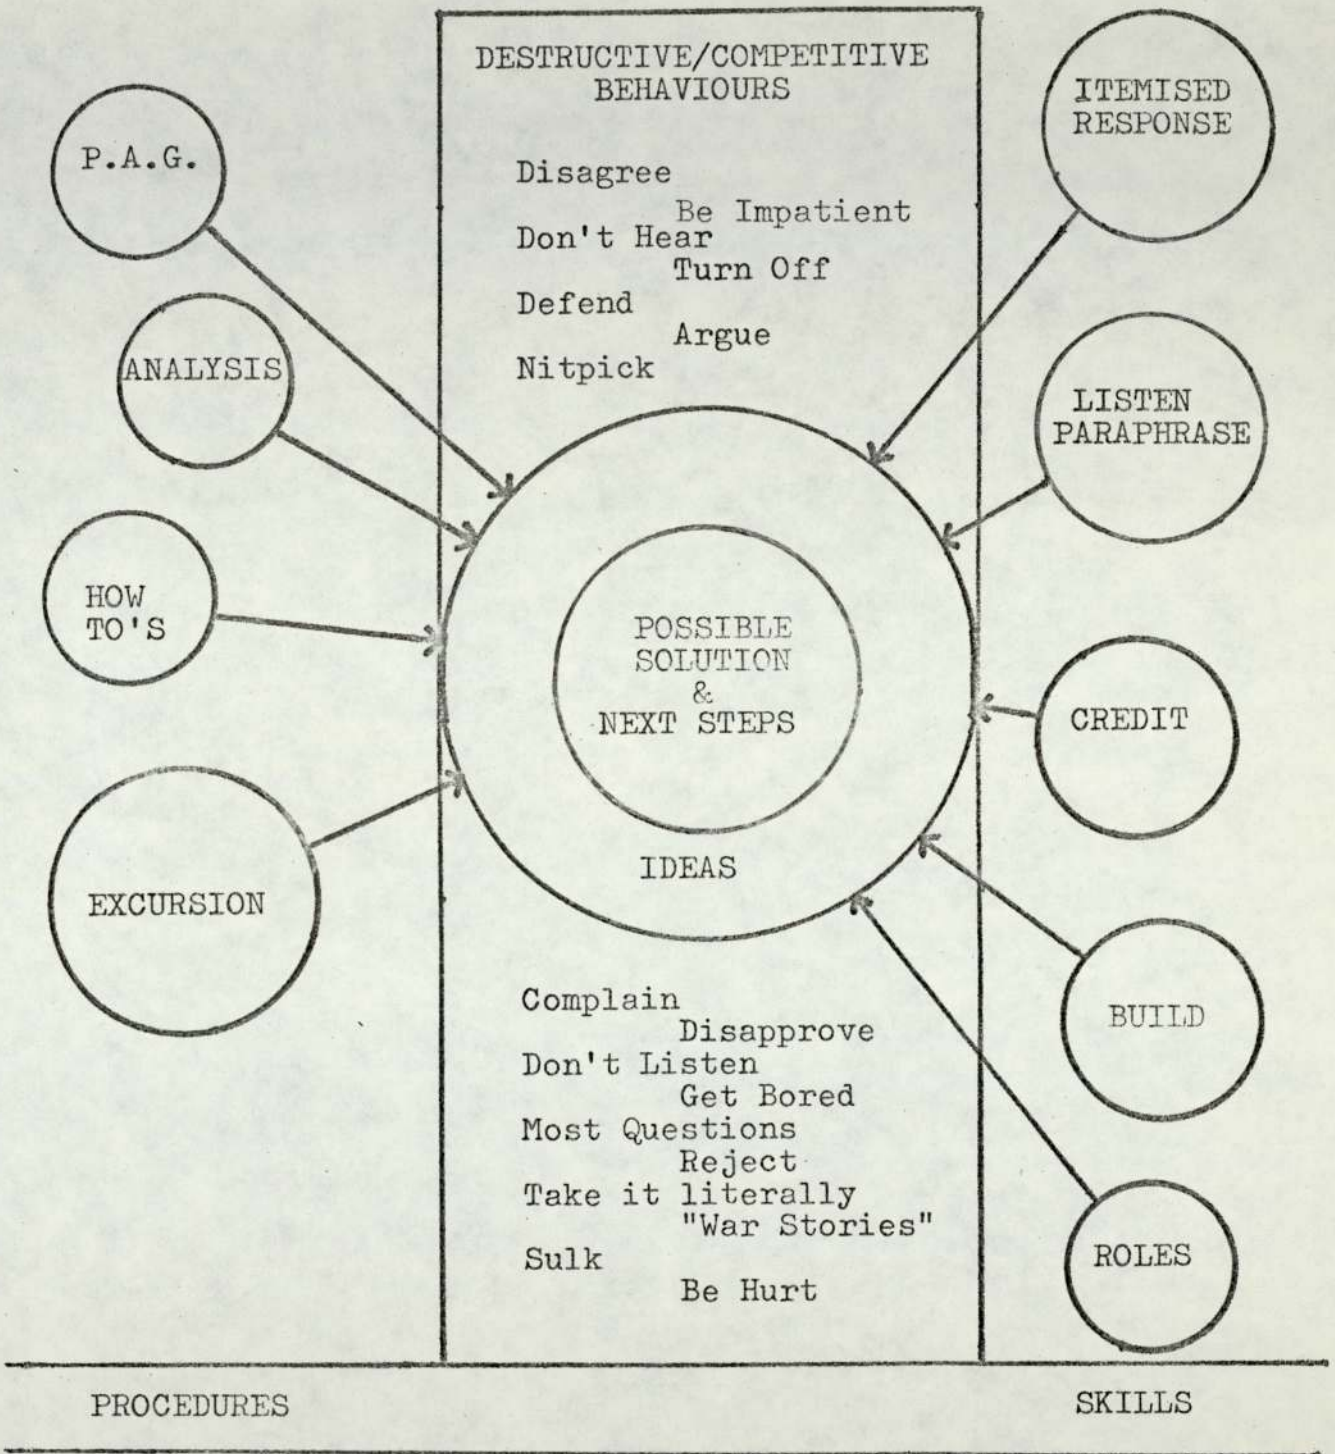 DESTRUCTIVE/COMPETITIVE
BEHAVIOURS
P.A.G.
ANALYSIS
HOW
TO'S
EXCURSION
Disagree
Be Impatient
Don't Hear
Turn Off
Defend
Argue
Nitpick
POSSIBLE
SOLUTION
&
NEXT STEPS
IDEAS
Complain
Disapprove
Don't Listen
Get Bored
Most Questions
Reject
Take it literally
"War Stories"
Sulk
Be Hurt
ITEMISED
RESPONSE
LISTEN
PARAPHRASE
CREDIT
BUILD
ROLES
PROCEDURES
SKILLS